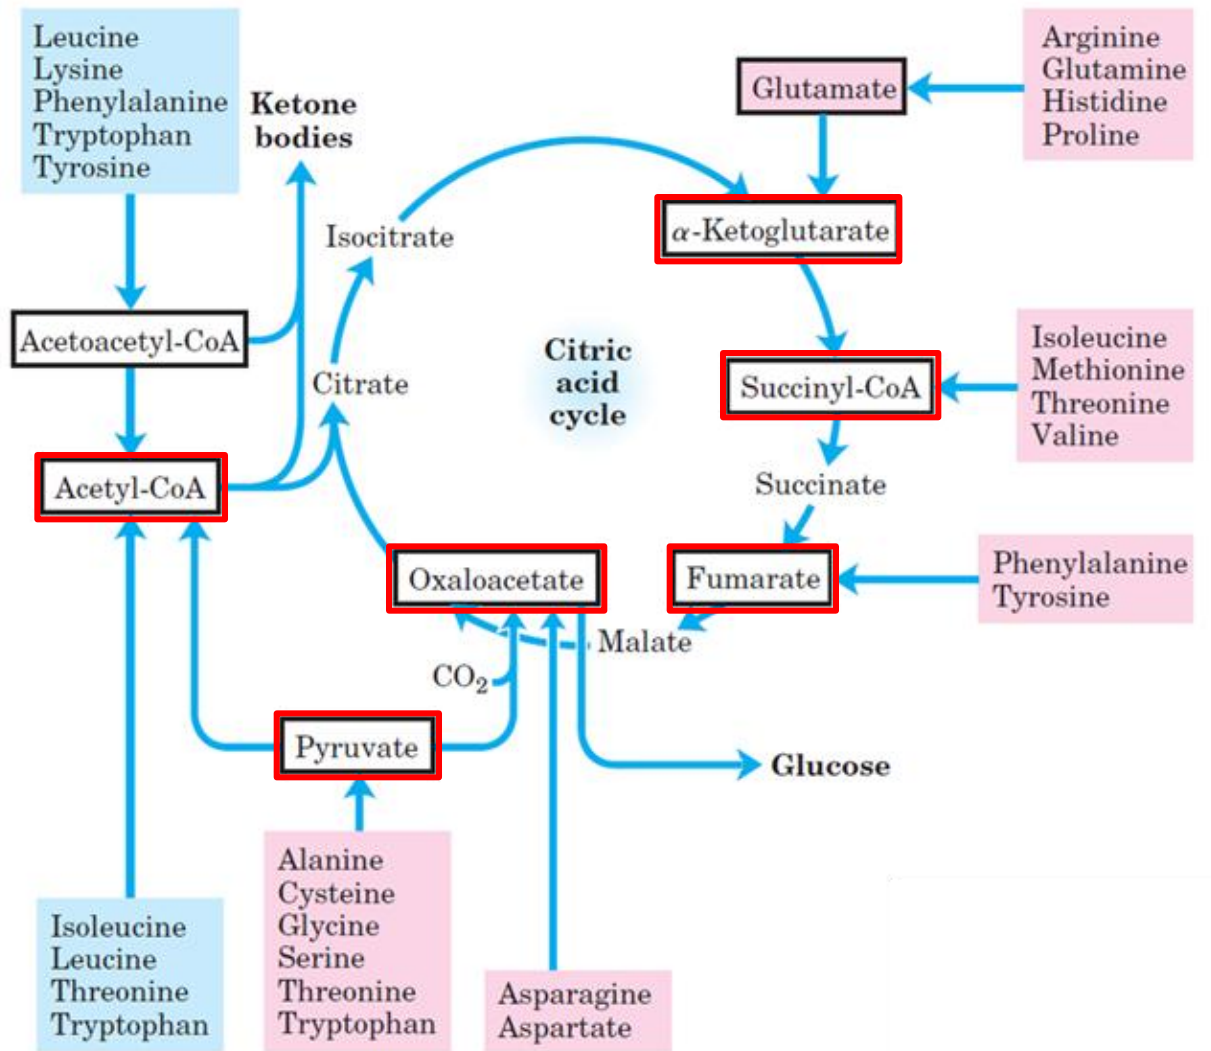 Leucine
Lysine
Phenylalanine
Tryptophan
Tyrosine
Ketone
bodies
Glutamate
Arginine
Glutamine
Histidine
Proline
Isocitrate
α-Ketoglutarate
Acetoacetyl-CoA
Citrate
Citric
acid
cycle
Succinyl-CoA
Isoleucine
Methionine
Threonine
Valine
Acetyl-CoA
Succinate
Oxaloacetate
Fumarate
Phenylalanine
Tyrosine
Malate
CO₂
Pyruvate
Glucose
Isoleucine
Leucine
Threonine
Tryptophan
Alanine
Cysteine
Glycine
Serine
Threonine
Tryptophan
Asparagine
Aspartate